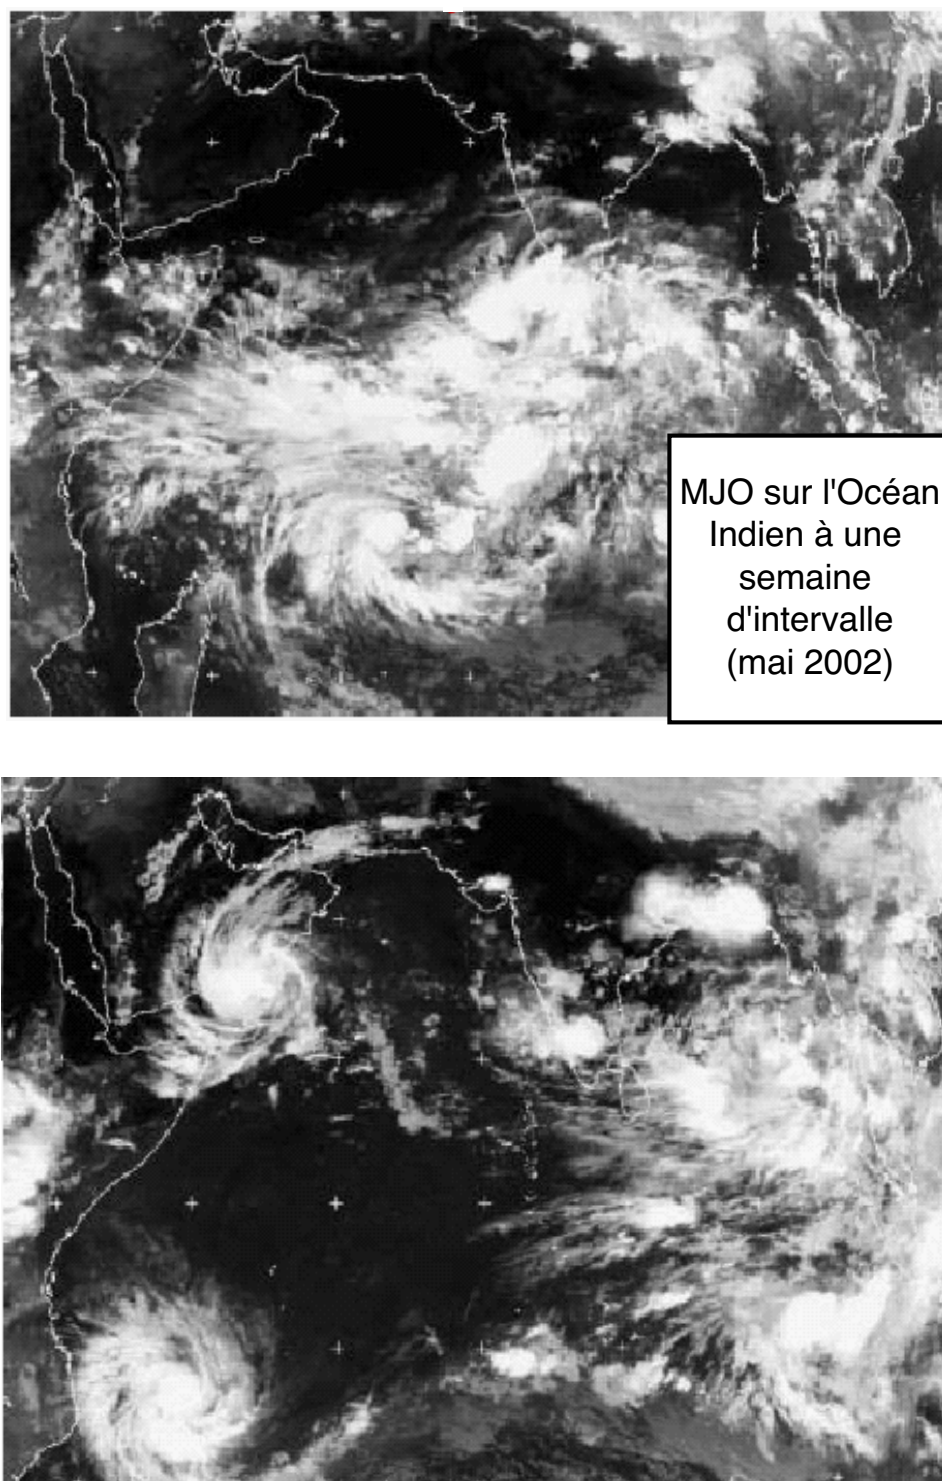 MJO sur l'Océan
Indien à une
semaine
d'intervalle
(mai 2002)